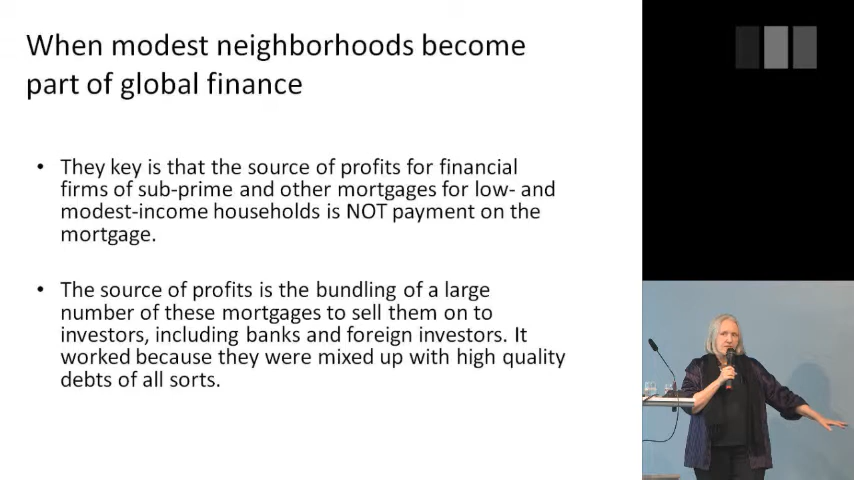 When modest neighborhoods become
part of global finance
• They key is that the source of profits for financial
firms of sub-prime and other mortgages for low- and
modest-income households is NOT payment on the
mortgage.
• The source of profits is the bundling of a large
number of these mortgages to sell them on to
investors, including banks and foreign investors. It
worked because they were mixed up with high quality
debts of all sorts.